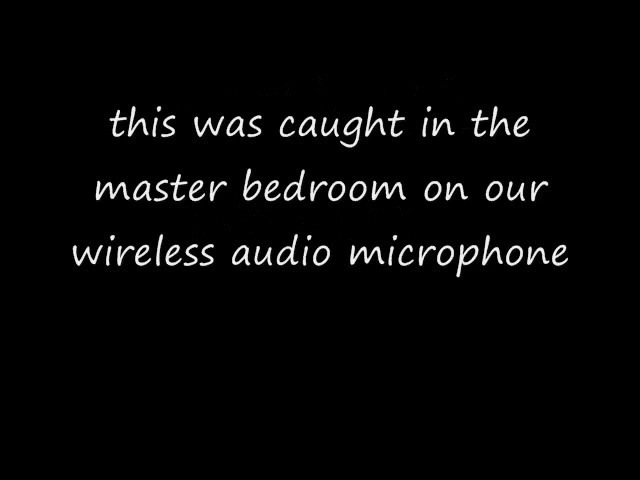 this was caught in the
master bedroom on our
wireless audio microphone